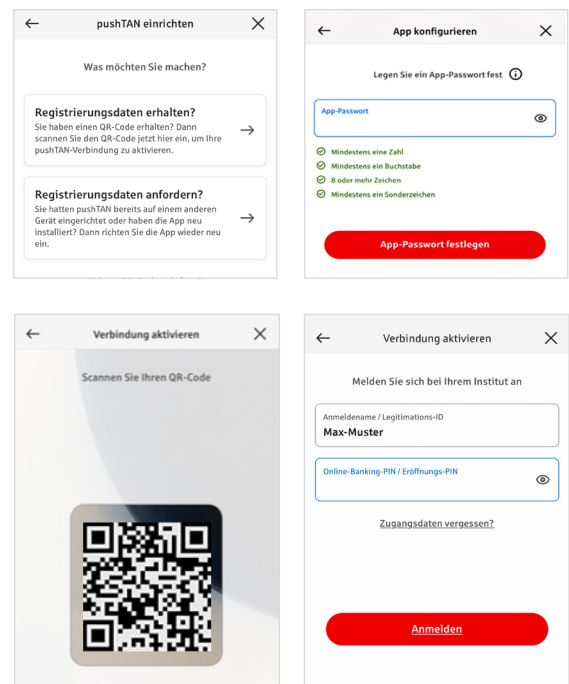 pushTAN einrichten
Was möchten Sie machen?
Registrierungsdaten erhalten?
Sie haben einen QR-Code erhalten? Dann
scannen Sie den QR-Code jetzt hier ein, um Ihre
pushTAN-Verbindung zu aktivieren.
Registrierungsdaten anfordern?
Sie hatten pushTAN bereits auf einem anderen
Gerät eingerichtet oder haben die App neu
installiert? Dann richten Sie die App wieder neu
ein.
App konfigurieren
Legen Sie ein App-Passwort fest
App-Passwort
Mindestens eine Zahl
Mindestens ein Buchstabe
8 oder mehr Zeichen
Mindestens ein Sonderzeichen
App-Passwort festlegen
Verbindung aktivieren
Scannen Sie Ihren QR-Code
Verbindung aktivieren
Melden Sie sich bei Ihrem Institut an
Anmeldename / Legitimations-ID
Max-Muster
Online-Banking-PIN / Eröffnungs-PIN
Zugangsdaten vergessen?
Anmelden